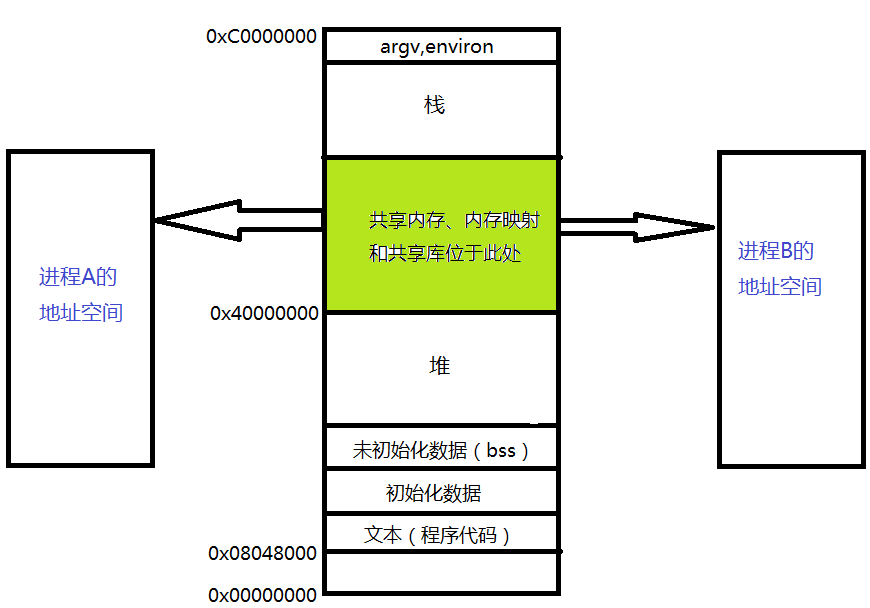 0xC0000000
argv,environ
栈
共享内存、内存映射
和共享库位于此处
进程A的
地址空间
进程B的
地址空间
0x40000000
堆
未初始化数据（bss）
初始化数据
文本（程序代码）
0x08048000
0x00000000